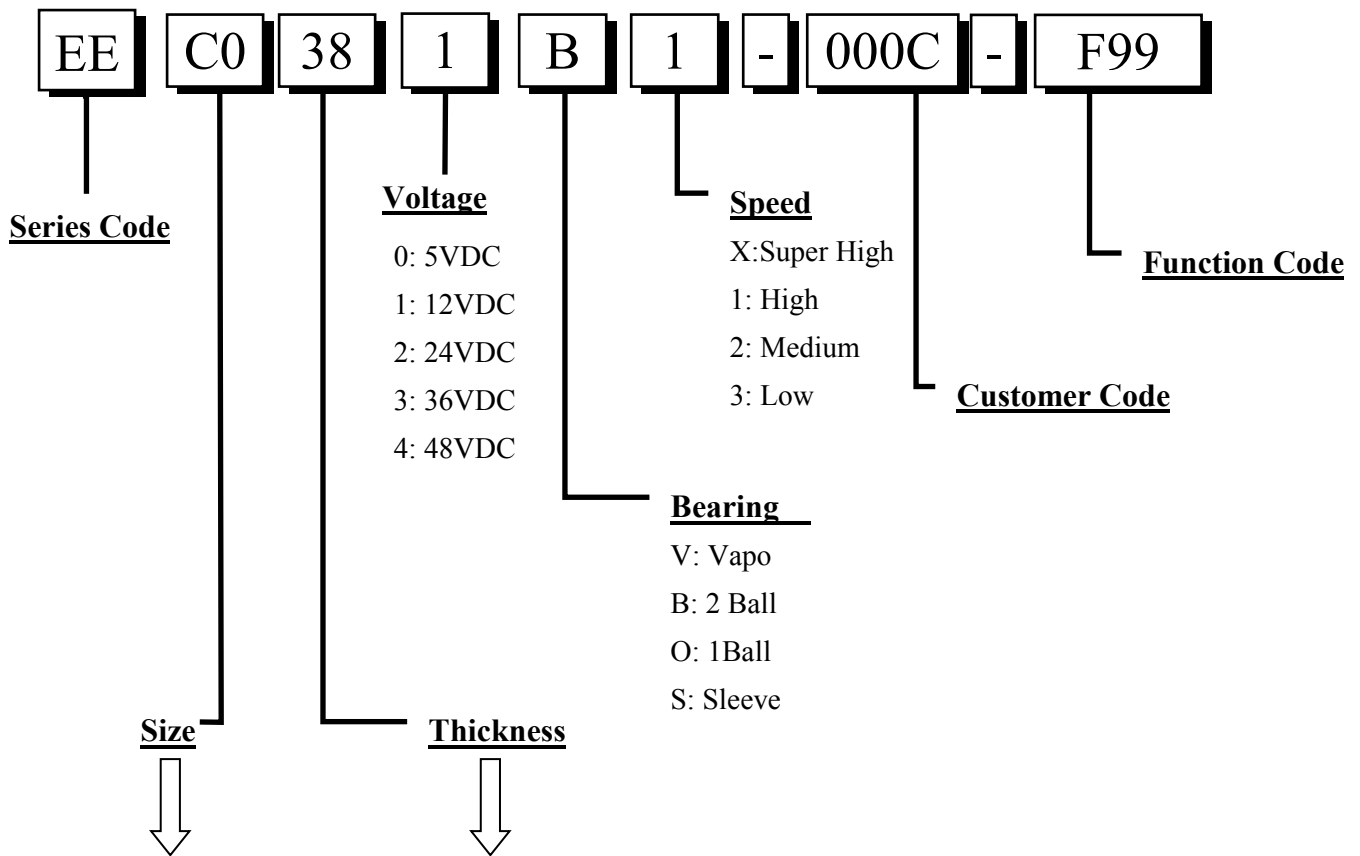 EE C0 38 1 B 1 - 000C - F99
Series Code
Voltage
0: 5VDC
1: 12VDC
2: 24VDC
3: 36VDC
4: 48VDC
Speed
X:Super High
1: High
2: Medium
3: Low
Function Code
Customer Code
Bearing
V: Vapo
B: 2 Ball
O: 1Ball
S: Sleeve
Size
Thickness